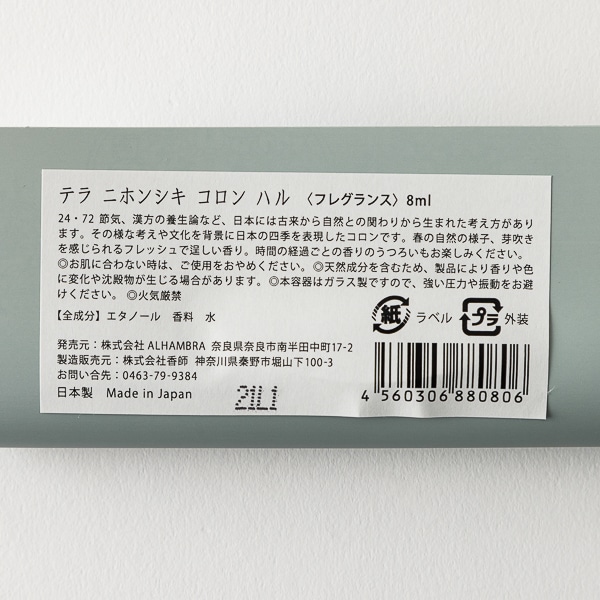 テラ ニホンシキ コロン ハル 〈フレグランス〉8ml
24・72 節気、漢方の養生論など、日本には古来から自然との関わりから生まれた考え方があり
ます。その様な考えや文化を背景に日本の四季を表現したコロンです。春の自然の様子、芽吹き
を感じられるフレッシュで逞しい香り。時間の経過ごとの香りのうつろいもお楽しみください。
◎お肌に合わない時は、ご使用をおやめください。◎天然成分を含むため、製品により香りや色
に変化や沈殿物が生じる場合があります。◎本容器はガラス製ですので、強い圧力や振動をお避
けください。◎火気厳禁
【全成分】エタノール 香料 水
紙 ラベル プラ 外装
発売元：株式会社 ALHAMBRA 奈良県奈良市南半田中町17-2
製造販売元：株式会社香師 神奈川県秦野市堀山下100-3
お問い合先：0463-79-9384
日本製 Made in Japan
21L1
4 560306 880806